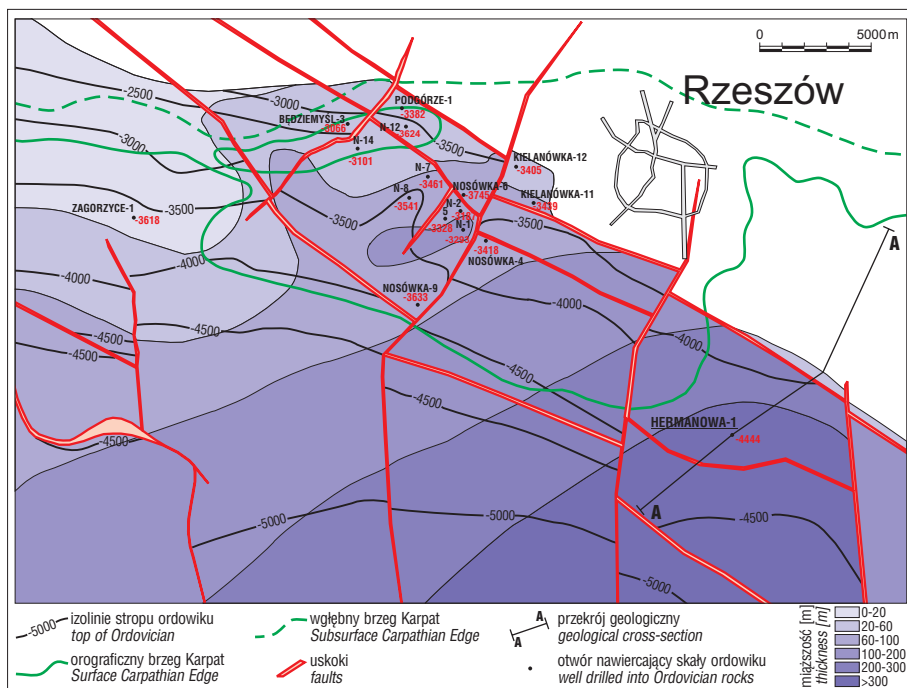 0 5000 m
Rzeszów
-2500
-3000
-3000
PODGÓRZE-1
-3382
BĘDZIEMYŚL-3
-3066
N-12
-3624
N-14
-3101
-3500
KIELANÓWKA-12
-3405
N-7
-3461
N-8
-3541
NOSÓWKA-6
-3745
KIELANÓWKA-11
-3439
ZAGORZYCE-1
-3618
-3500
-3500
N-2
5
-3328
N-1
-3293
-3500
-3418
NOSÓWKA-4
A
-4000
-4000
-4000
NOSÓWKA-9
-3633
-4500
-4500
-4500
-4500
-4500
-4500
HERMANOWA-1
-4444
A
-5000
-5000
-4500
-5000
-5000 izolinie stropu ordowiku
top of Ordovician
orograficzny brzeg Karpat
Surface Carpathian Edge
wgłębny brzeg Karpat
Subsurface Carpathian Edge
uskoki
faults
A
A
przekrój geologiczny
geological cross-section
otwór nawiercający skały ordowiku
well drilled into Ordovician rocks
miąższość [m]
thickness [m]
0-20
20-60
60-100
100-200
200-300
>300